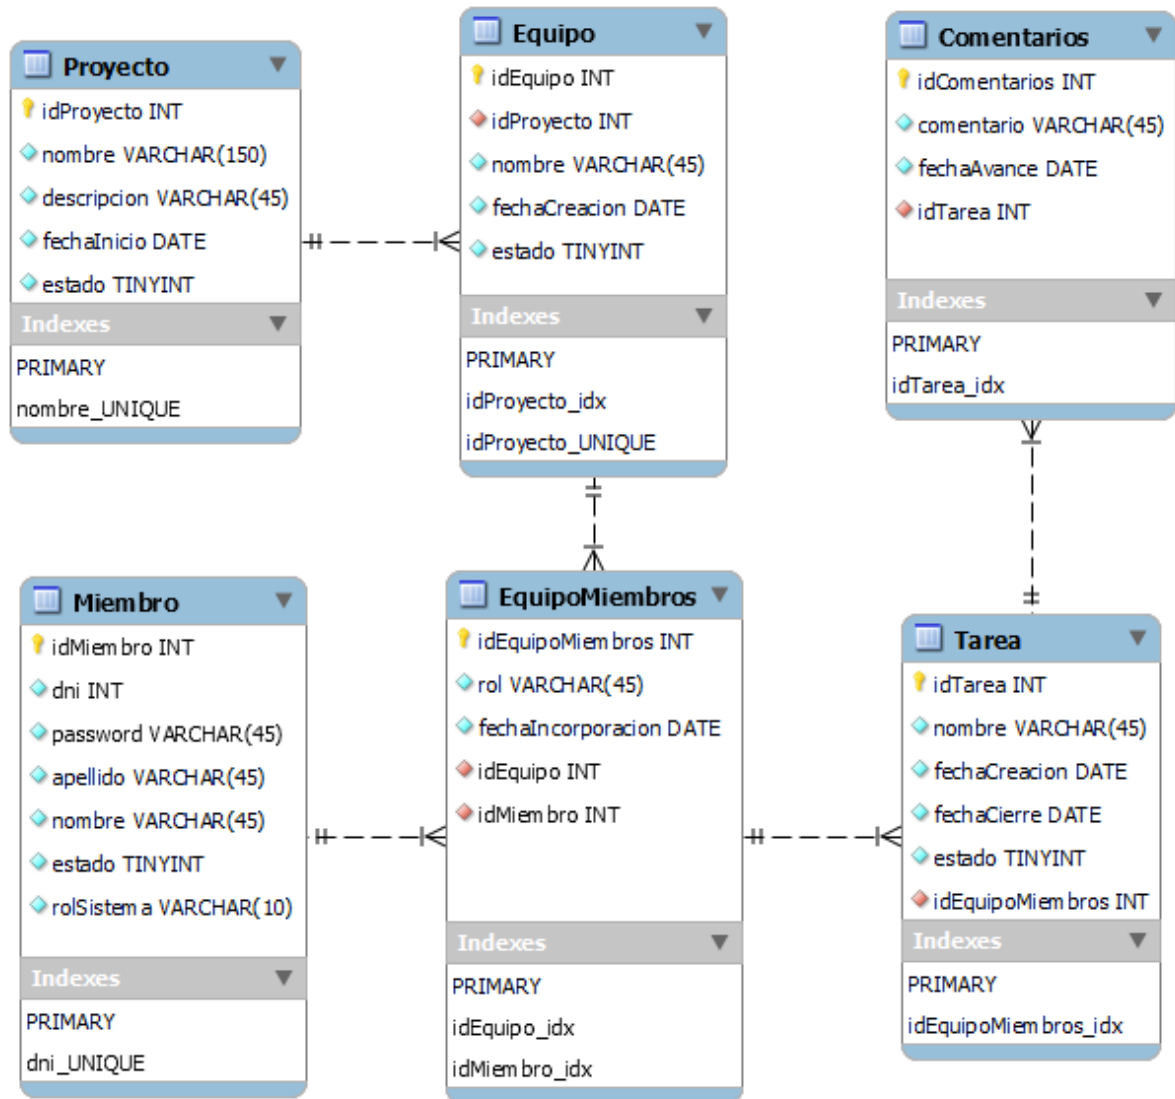 Proyecto
idProyecto INT
nombre VARCHAR(150)
descripcion VARCHAR(45)
fechaInicio DATE
estado TINYINT
Indexes
PRIMARY
nombre_UNIQUE
Equipo
idEquipo INT
idProyecto INT
nombre VARCHAR(45)
fechaCreacion DATE
estado TINYINT
Indexes
PRIMARY
idProyecto_idx
idProyecto_UNIQUE
Comentarios
idComentarios INT
comentario VARCHAR(45)
fechaAvance DATE
idTarea INT
Indexes
PRIMARY
idTarea_idx
Miembro
idMiembro INT
dni INT
password VARCHAR(45)
apellido VARCHAR(45)
nombre VARCHAR(45)
estado TINYINT
rolSistema VARCHAR(10)
Indexes
PRIMARY
dni_UNIQUE
EquipoMiembros
idEquipoMiembros INT
rol VARCHAR(45)
fechaIncorporacion DATE
idEquipo INT
idMiembro INT
Indexes
PRIMARY
idEquipo_idx
idMiembro_idx
Tarea
idTarea INT
nombre VARCHAR(45)
fechaCreacion DATE
fechaCierre DATE
estado TINYINT
idEquipoMiembros INT
Indexes
PRIMARY
idEquipoMiembros_idx